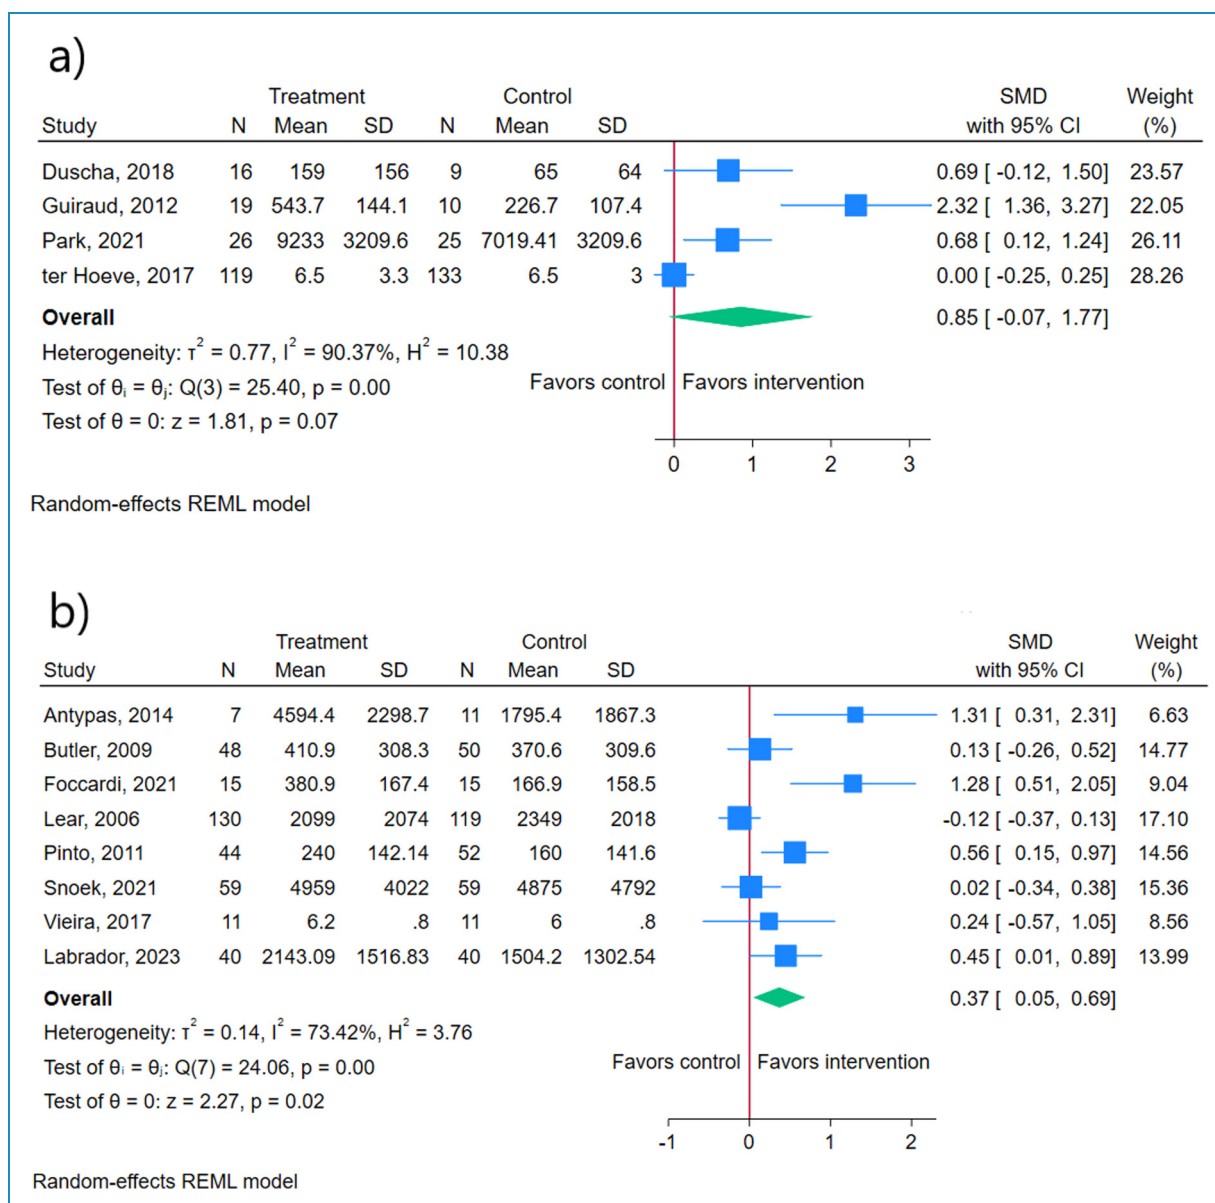 a)
Treatment Control SMD Weight
Study N Mean SD N Mean SD with 95% CI (%)
Duscha, 2018 16 159 156 9 65 64 0.69 [ -0.12, 1.50] 23.57
Guiraud, 2012 19 543.7 144.1 10 226.7 107.4 2.32 [ 1.36, 3.27] 22.05
Park, 2021 26 9233 3209.6 25 7019.41 3209.6 0.68 [ 0.12, 1.24] 26.11
ter Hoeve, 2017 119 6.5 3.3 133 6.5 3 0.00 [ -0.25, 0.25] 28.26
Overall 0.85 [ -0.07, 1.77]
Heterogeneity: τ² = 0.77, I² = 90.37%, H² = 10.38
Test of θᵢ = θⱼ: Q(3) = 25.40, p = 0.00
Favors control Favors intervention
Test of θ = 0: z = 1.81, p = 0.07
0 1 2 3
Random-effects REML model
b)
Treatment Control SMD Weight
Study N Mean SD N Mean SD with 95% CI (%)
Antypas, 2014 7 4594.4 2298.7 11 1795.4 1867.3 1.31 [ 0.31, 2.31] 6.63
Butler, 2009 48 410.9 308.3 50 370.6 309.6 0.13 [ -0.26, 0.52] 14.77
Foccardi, 2021 15 380.9 167.4 15 166.9 158.5 1.28 [ 0.51, 2.05] 9.04
Lear, 2006 130 2099 2074 119 2349 2018 -0.12 [ -0.37, 0.13] 17.10
Pinto, 2011 44 240 142.14 52 160 141.6 0.56 [ 0.15, 0.97] 14.56
Snoek, 2021 59 4959 4022 59 4875 4792 0.02 [ -0.34, 0.38] 15.36
Vieira, 2017 11 6.2 .8 11 6 .8 0.24 [ -0.57, 1.05] 8.56
Labrador, 2023 40 2143.09 1516.83 40 1504.2 1302.54 0.45 [ 0.01, 0.89] 13.99
Overall 0.37 [ 0.05, 0.69]
Heterogeneity: τ² = 0.14, I² = 73.42%, H² = 3.76
Favors control Favors intervention
Test of θᵢ = θⱼ: Q(7) = 24.06, p = 0.00
Test of θ = 0: z = 2.27, p = 0.02
-1 0 1 2
Random-effects REML model